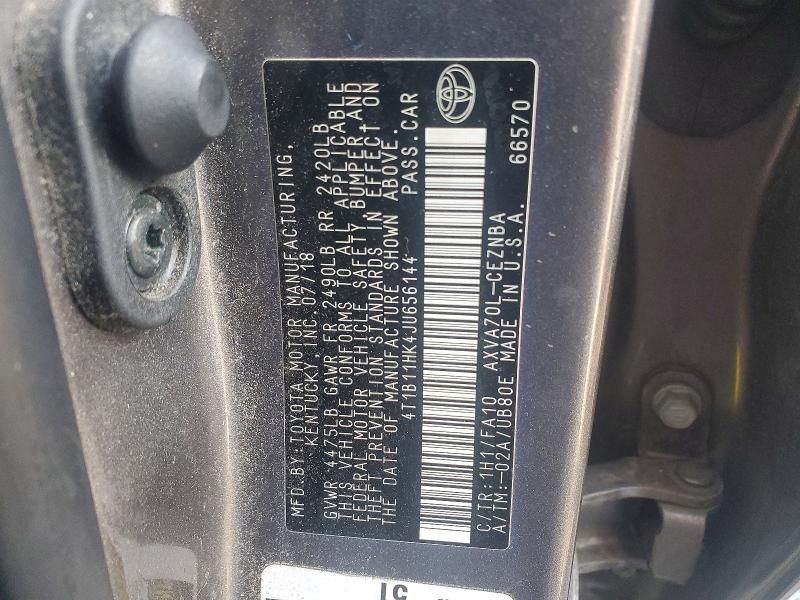 MFD.BY:TOYOTA MOTOR MANUFACTURING,
KENTUCKY,INC. 07/18
GVWR 4475LB GAWR FR 2490LB RR 2420LB
THIS VEHICLE CONFORMS TO ALL APPLICABLE
FEDERAL MOTOR VEHICLE SAFETY, BUMPER,AND
THEFT PREVENTION STANDARDS IN EFFECT ON
THE DATE OF MANUFACTURE SHOWN ABOVE.
4T1B11HK4JU656144 PASS.CAR
C/TR:1H1/FA10 AXVA70L-CEZNBA
A/TM:-02A/UB80E MADE IN U.S.A. 66570